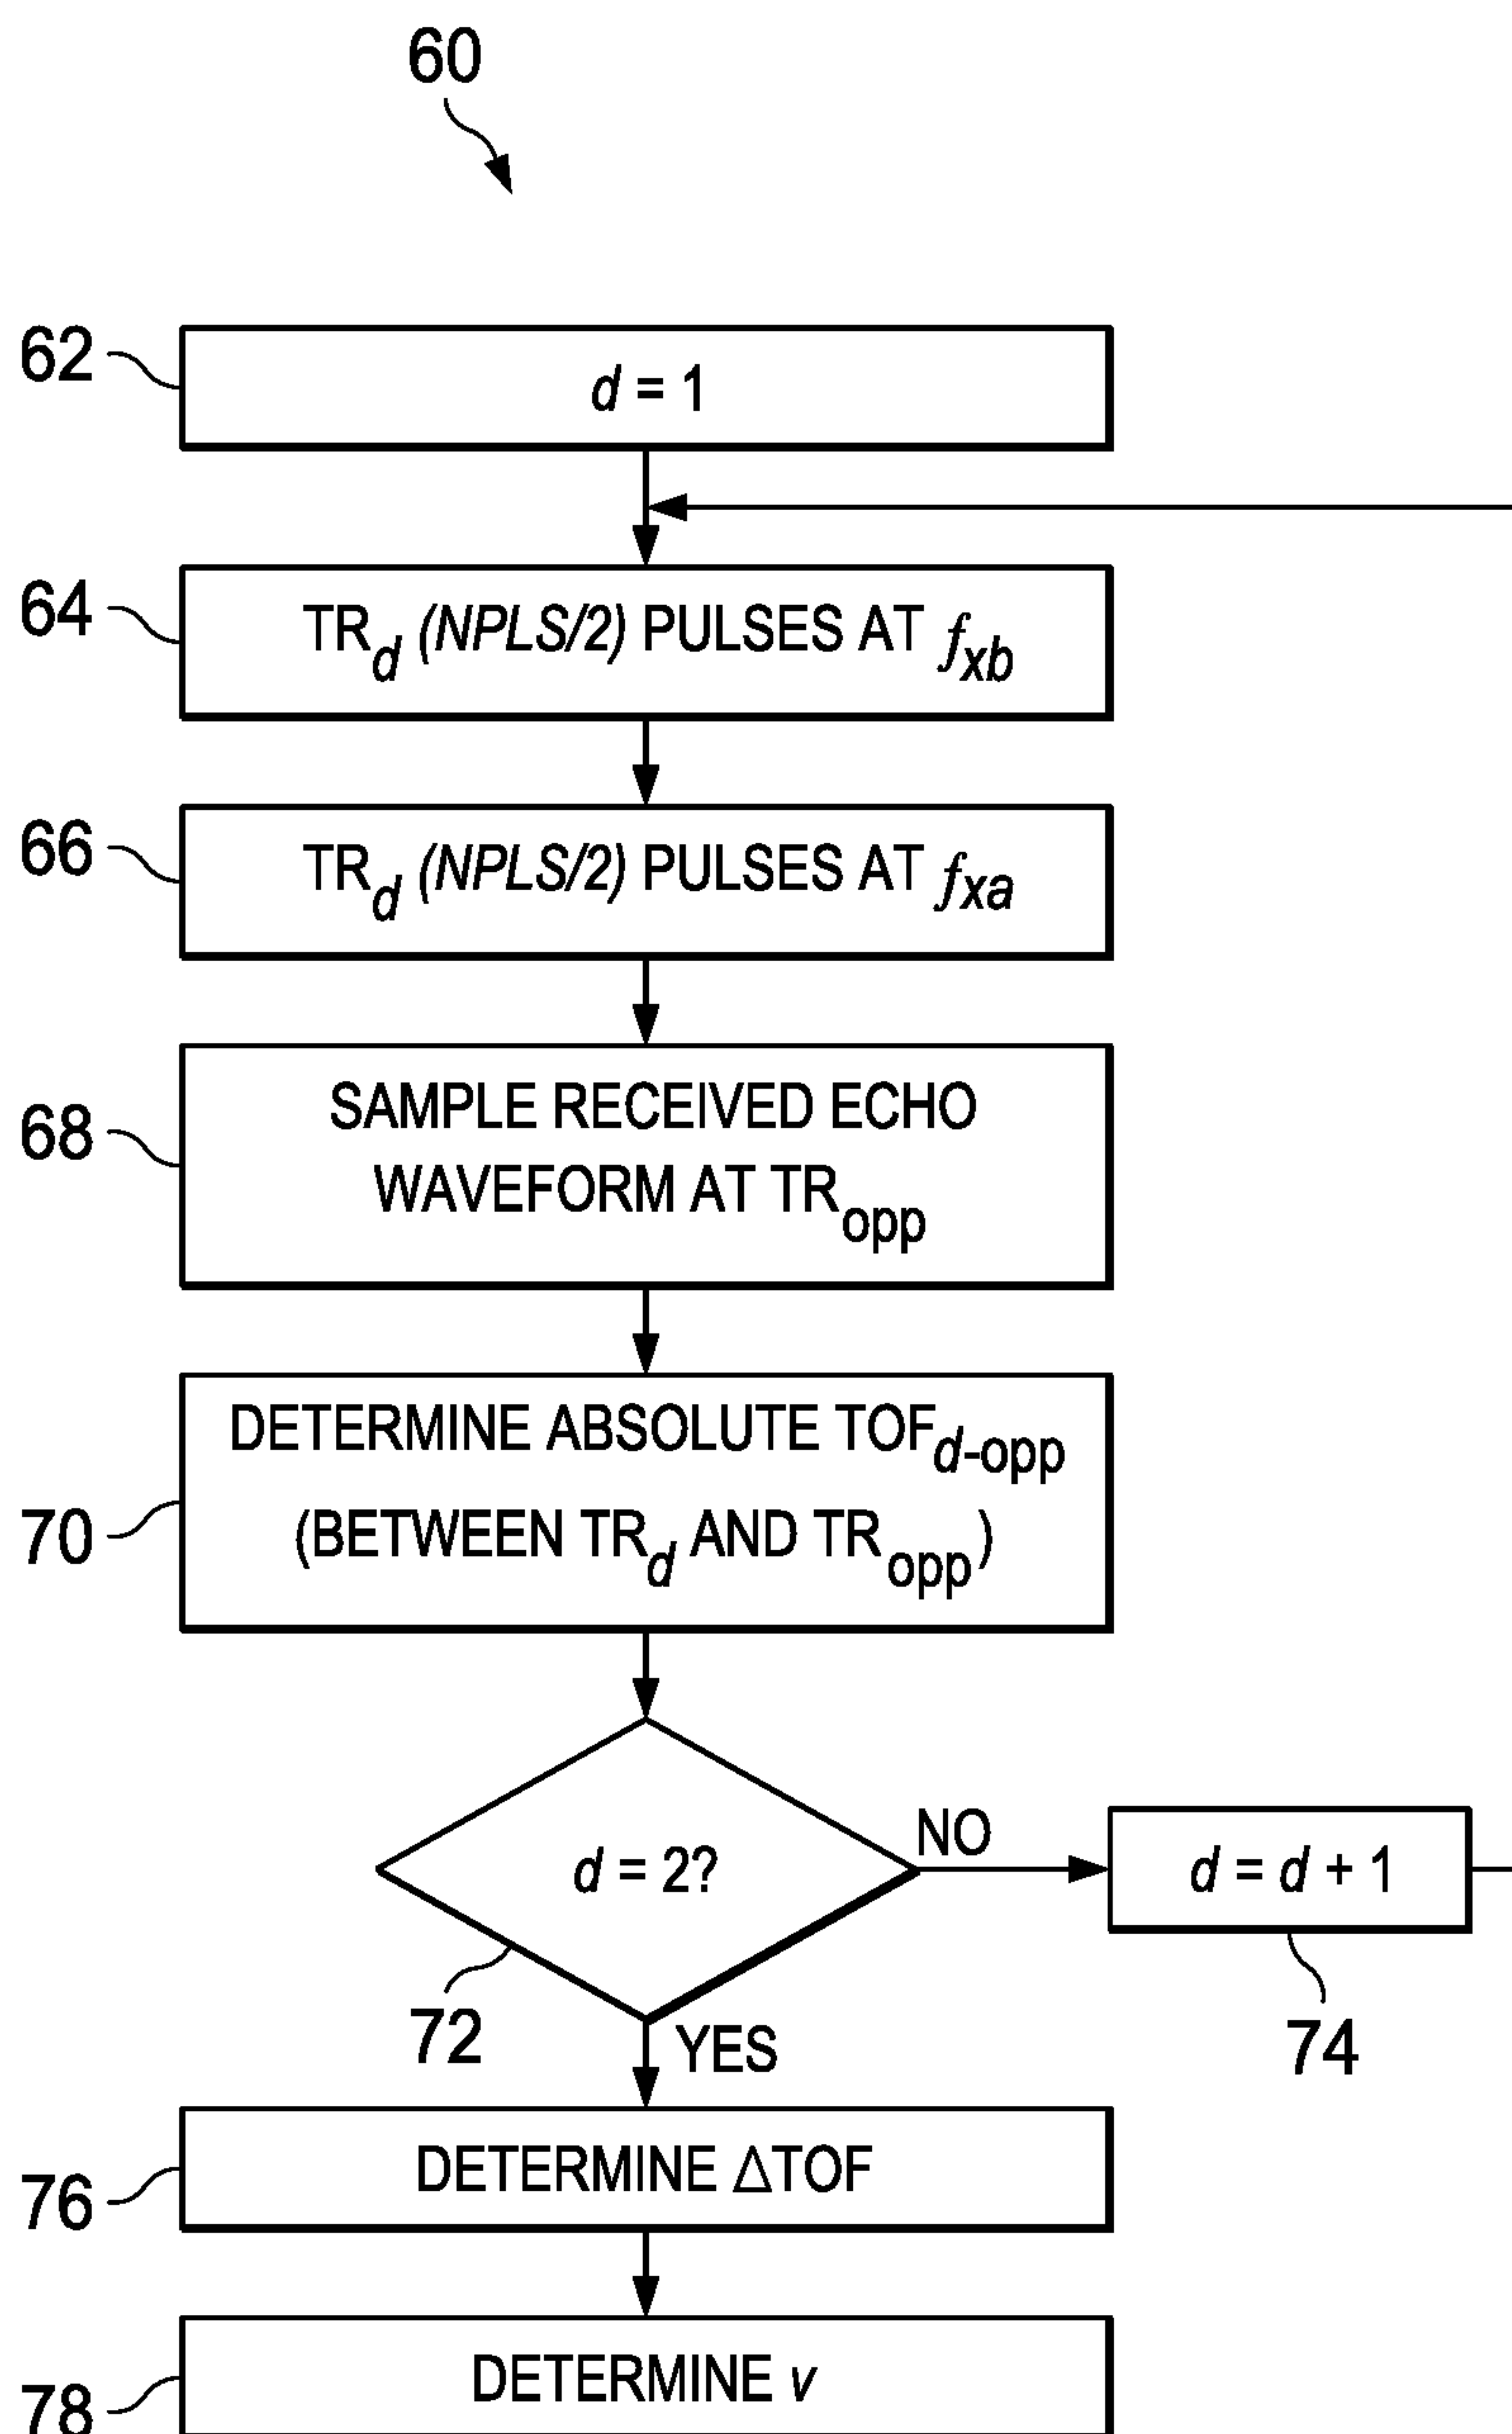 60
62
d = 1
64
TRd (NPLS/2) PULSES AT fxb
66
TRd (NPLS/2) PULSES AT fxa
68
SAMPLE RECEIVED ECHO
WAVEFORM AT TRopp
70
DETERMINE ABSOLUTE TOFd-opp
(BETWEEN TRd AND TRopp)
72
d = 2?
NO
d = d + 1
74
YES
76
DETERMINE ΔTOF
78
DETERMINE v